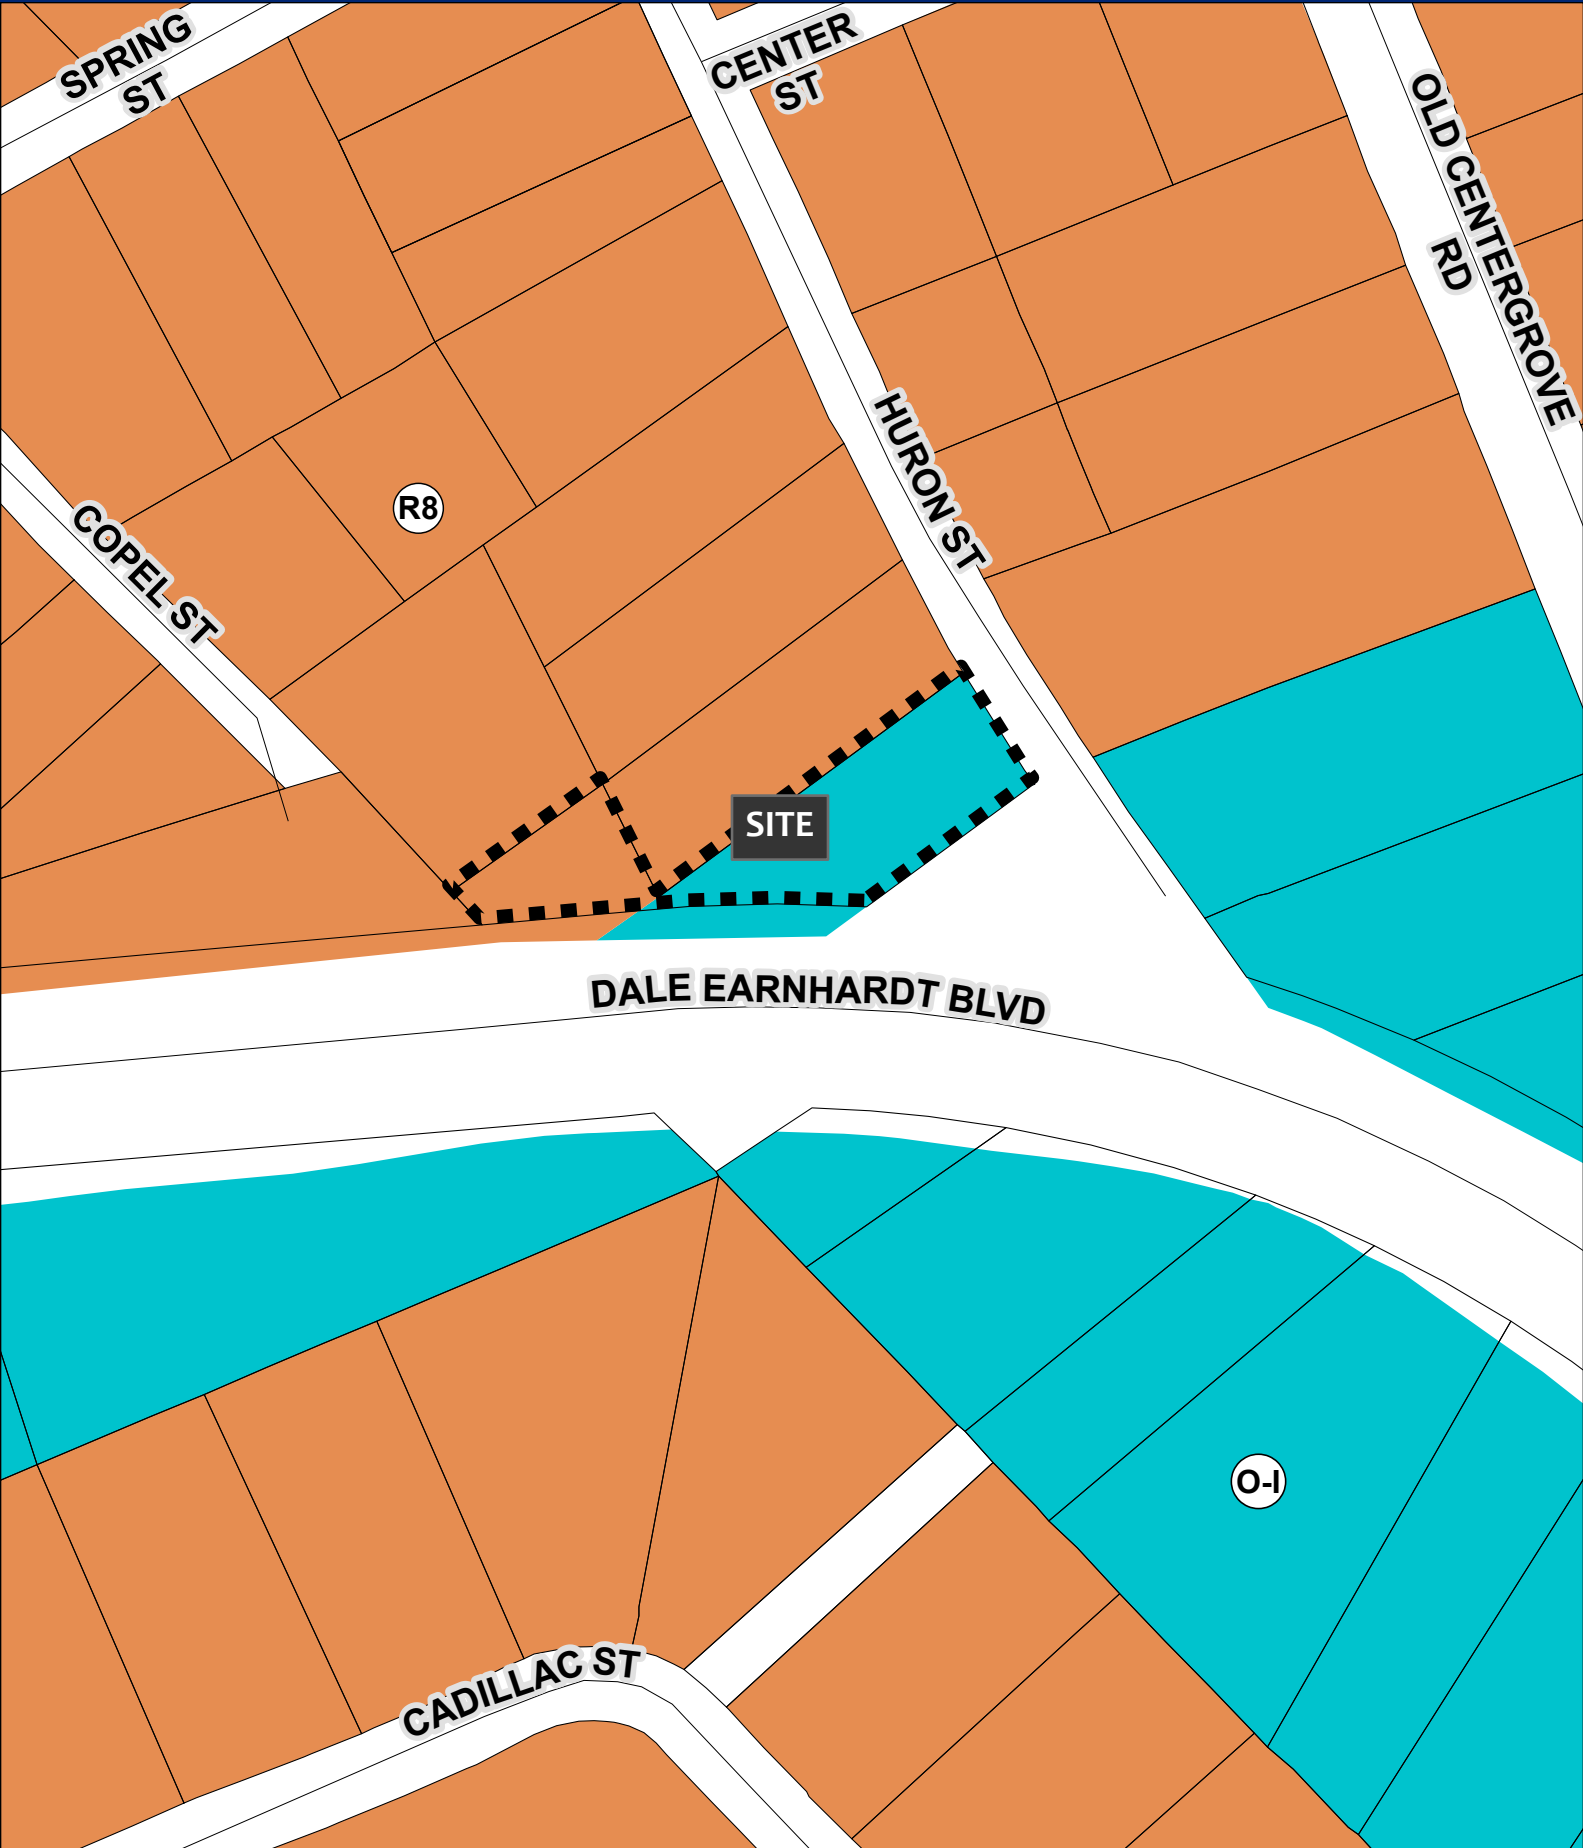 SPRING
ST
CENTER
ST
OLD CENTERGROVE
RD
HURON ST
R8
COPEL ST
SITE
DALE EARNHARDT BLVD
O-I
CADILLAC ST